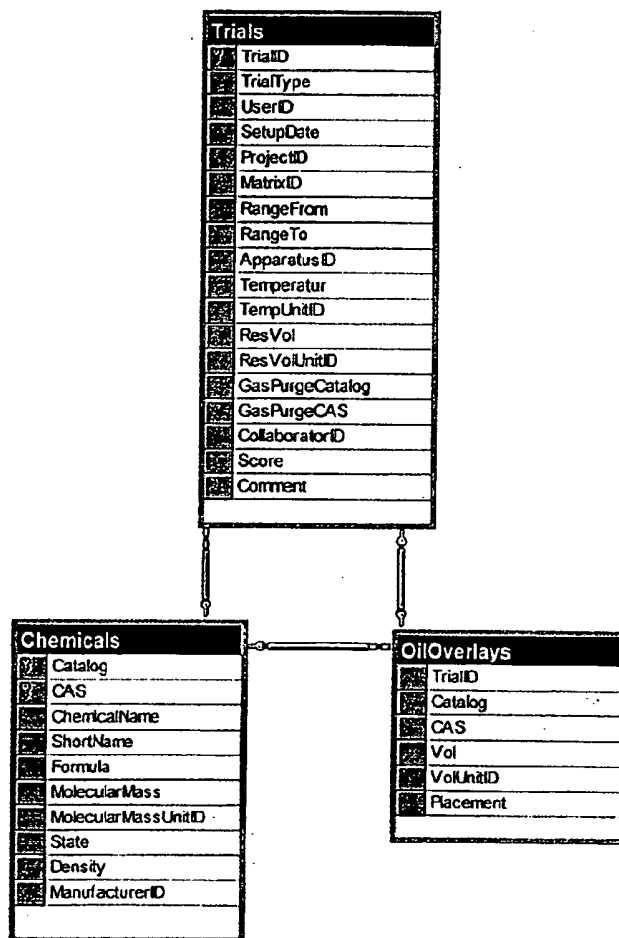 Trials
TrialID
TrialType
UserID
SetupDate
ProjectID
MatrixID
RangeFrom
RangeTo
ApparatusID
Temperatur
TempUnitID
ResVol
ResVolUnitID
GasPurgeCatalog
GasPurgeCAS
CollaboratorID
Score
Comment
Chemicals
Catalog
CAS
ChemicalName
ShortName
Formula
MolecularMass
MolecularMassUnitID
State
Density
ManufacturerID
OilOverlays
TrialID
Catalog
CAS
Vol
VolUnitID
Placement